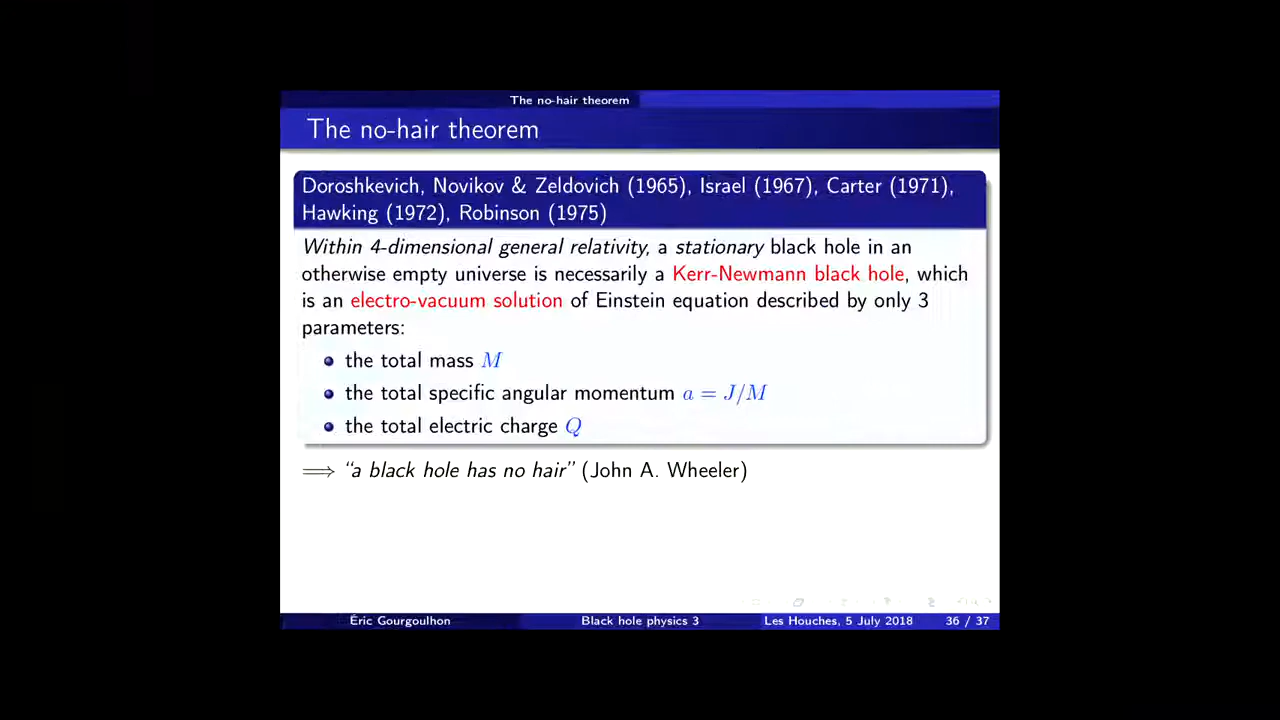 The no-hair theorem
The no-hair theorem
Doroshkevich, Novikov & Zeldovich (1965), Israel (1967), Carter (1971),
Hawking (1972), Robinson (1975)
Within 4-dimensional general relativity, a stationary black hole in an
otherwise empty universe is necessarily a Kerr-Newmann black hole, which
is an electro-vacuum solution of Einstein equation described by only 3
parameters:
the total mass M
the total specific angular momentum a = J/M
the total electric charge Q
⟹ “a black hole has no hair” (John A. Wheeler)
Éric Gourgoulhon Black hole physics 3 Les Houches, 5 July 2018 36 / 37